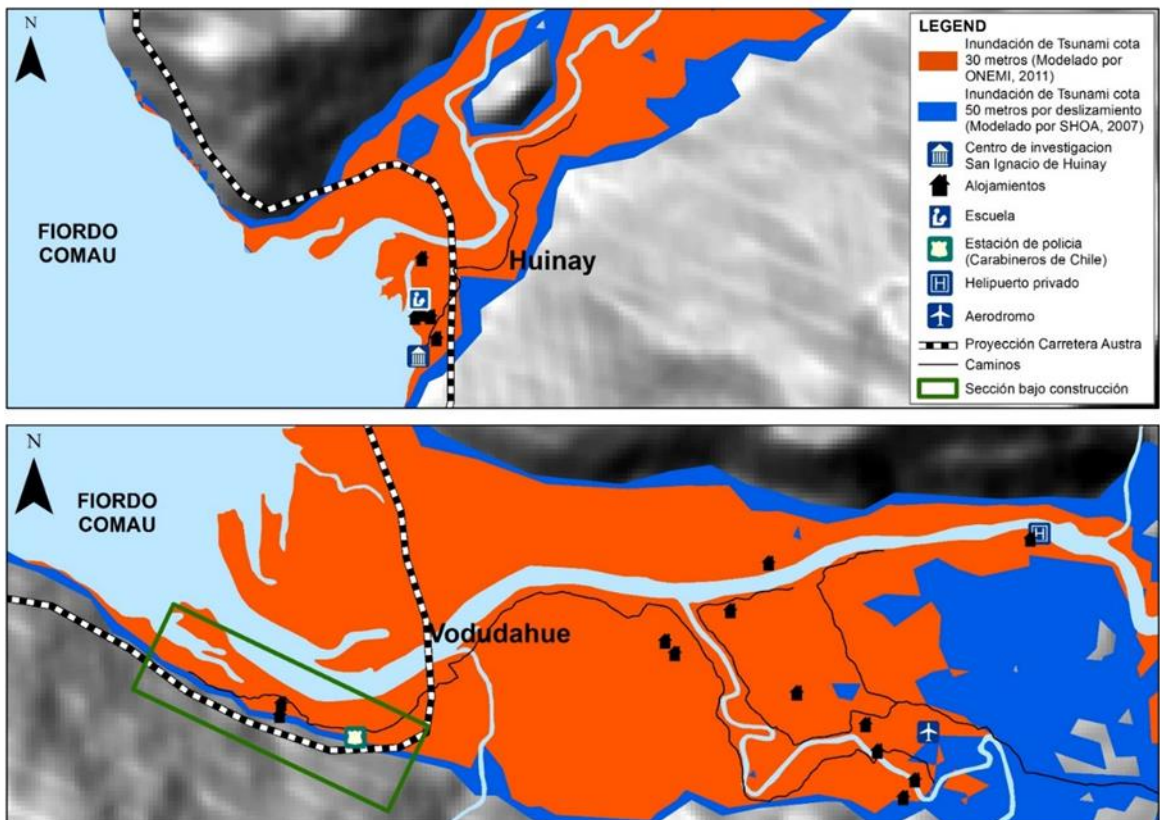 N
FIORDO
COMAU
Huinay
LEGEND
Inundación de Tsunami cota
30 metros (Modelado por
ONEMI, 2011)
Inundación de Tsunami cota
50 metros por deslizamiento
(Modelado por SHOA, 2007)
Centro de investigacion
San Ignacio de Huinay
Alojamientos
Escuela
Estación de policia
(Carabineros de Chile)
H
Helipuerto privado
Aerodromo
Proyección Carretera Austra
Caminos
Sección bajo construcción
N
FIORDO
COMAU
H
Vodudahue